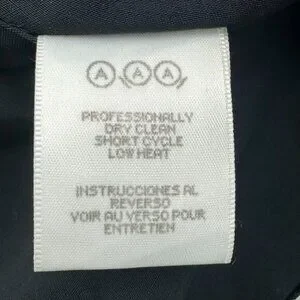 A A A
PROFESSIONALLY
DRY CLEAN
SHORT CYCLE
LOW HEAT
INSTRUCCIONES AL
REVERSO
VOIR AU VERSO POUR
ENTRETIEN